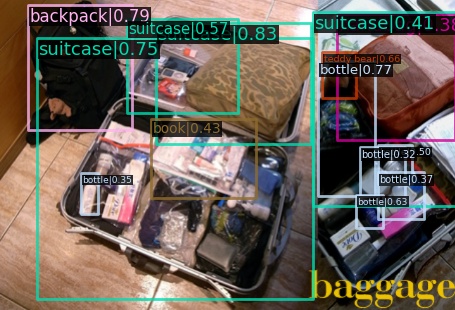 backpack|0.79
suitcase|0.57
suitcase|0.83
suitcase|0.41
suitcase|0.75
teddy bear|0.66
bottle|0.77
book|0.43
bottle|0.32
.50
bottle|0.35
bottle|0.37
bottle|0.63
Dove
baggage